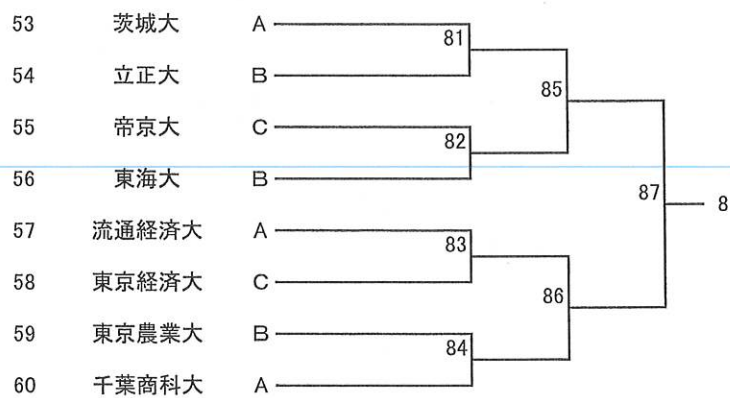 53 茨城大 A
81
54 立正大 B
85
55 帝京大 C
82
56 東海大 B
87 8
57 流通経済大 A
83
58 東京経済大 C
86
59 東京農業大 B
84
60 千葉商科大 A